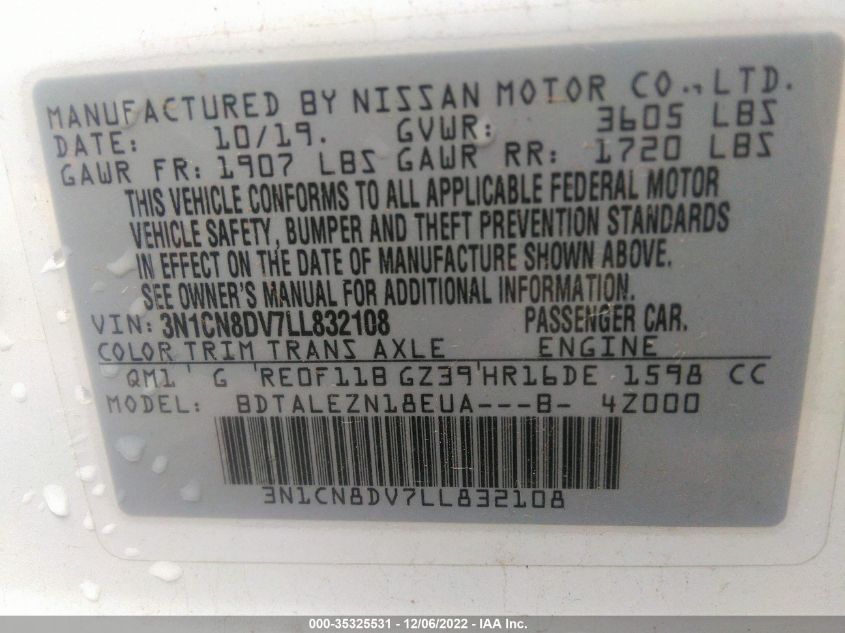 MANUFACTURED BY NISSAN MOTOR CO., LTD.
DATE: 10/19. GVWR: 3605 LBS
GAWR FR: 1907 LBS GAWR RR: 1720 LBS
THIS VEHICLE CONFORMS TO ALL APPLICABLE FEDERAL MOTOR
VEHICLE SAFETY, BUMPER AND THEFT PREVENTION STANDARDS
IN EFFECT ON THE DATE OF MANUFACTURE SHOWN ABOVE.
SEE OWNER'S MANUAL FOR ADDITIONAL INFORMATION.
VIN: 3N1CN8DV7LL832108 PASSENGER CAR.
COLOR TRIM TRANS AXLE ENGINE
QM1 ' G ' RE0F11B GZ39 ' HR16DE 1598 CC
MODEL: BDTALEZN18EUA---B- 4Z000
3N1CN8DV7LL832108
000-35325531 - 12/06/2022 - IAA Inc.